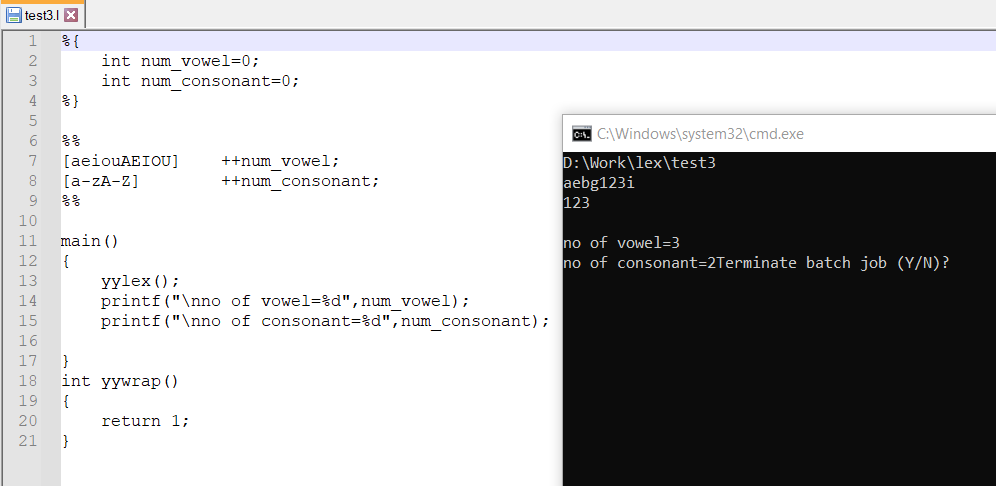 test3.l
1 %{
2 int num_vowel=0;
3 int num_consonant=0;
4 %}
5
6 %%
7 [aeiouAEIOU] ++num_vowel;
8 [a-zA-Z] ++num_consonant;
9 %%
10
11 main()
12 {
13 yylex();
14 printf("\nno of vowel=%d",num_vowel);
15 printf("\nno of consonant=%d",num_consonant);
16
17 }
18 int yywrap()
19 {
20 return 1;
21 }
C:\Windows\system32\cmd.exe
D:\Work\lex\test3
aebg123i
123
no of vowel=3
no of consonant=2Terminate batch job (Y/N)?